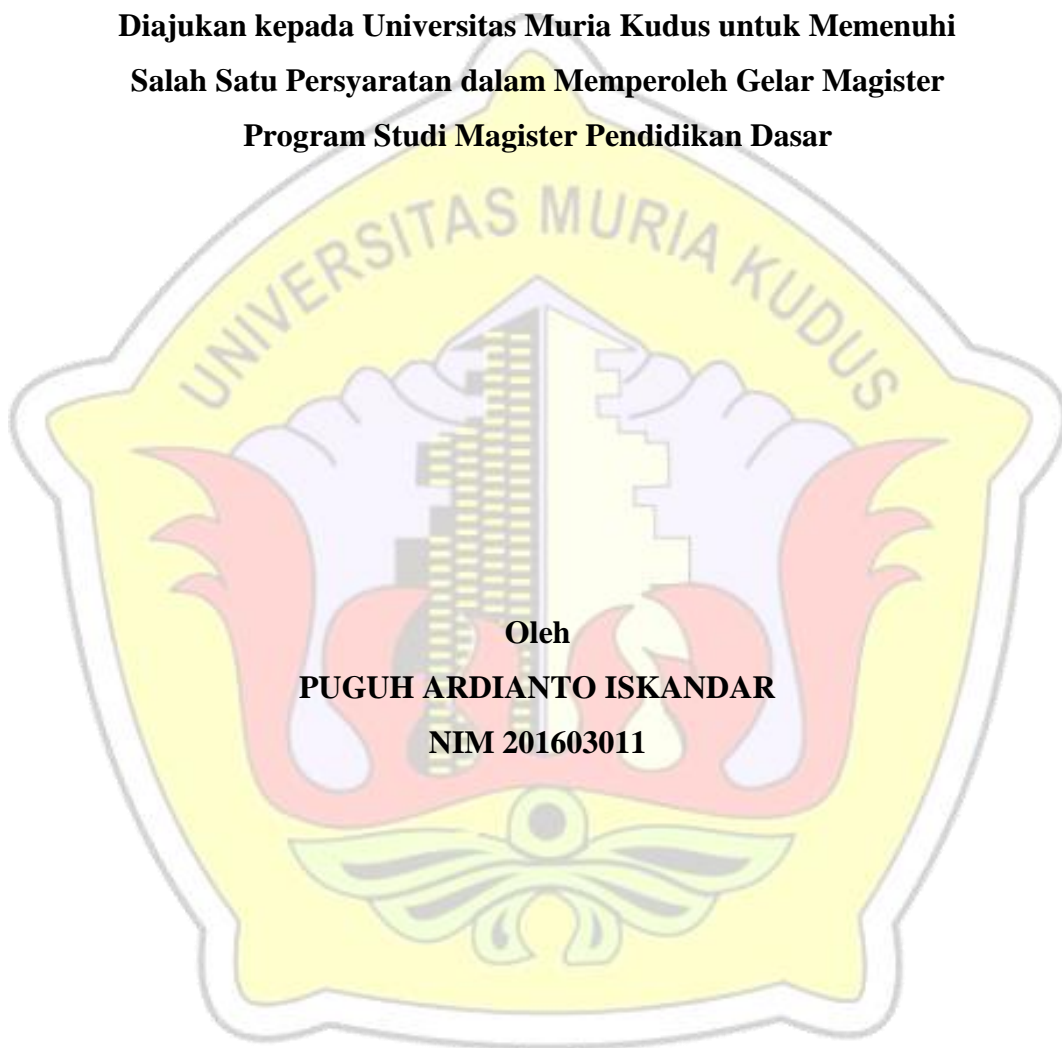 Diajukan kepada Universitas Muria Kudus untuk Memenuhi
Salah Satu Persyaratan dalam Memperoleh Gelar Magister
Program Studi Magister Pendidikan Dasar
UNIVERSITAS MURIA KUDUS
Oleh
PUGUH ARDIANTO ISKANDAR
NIM 201603011